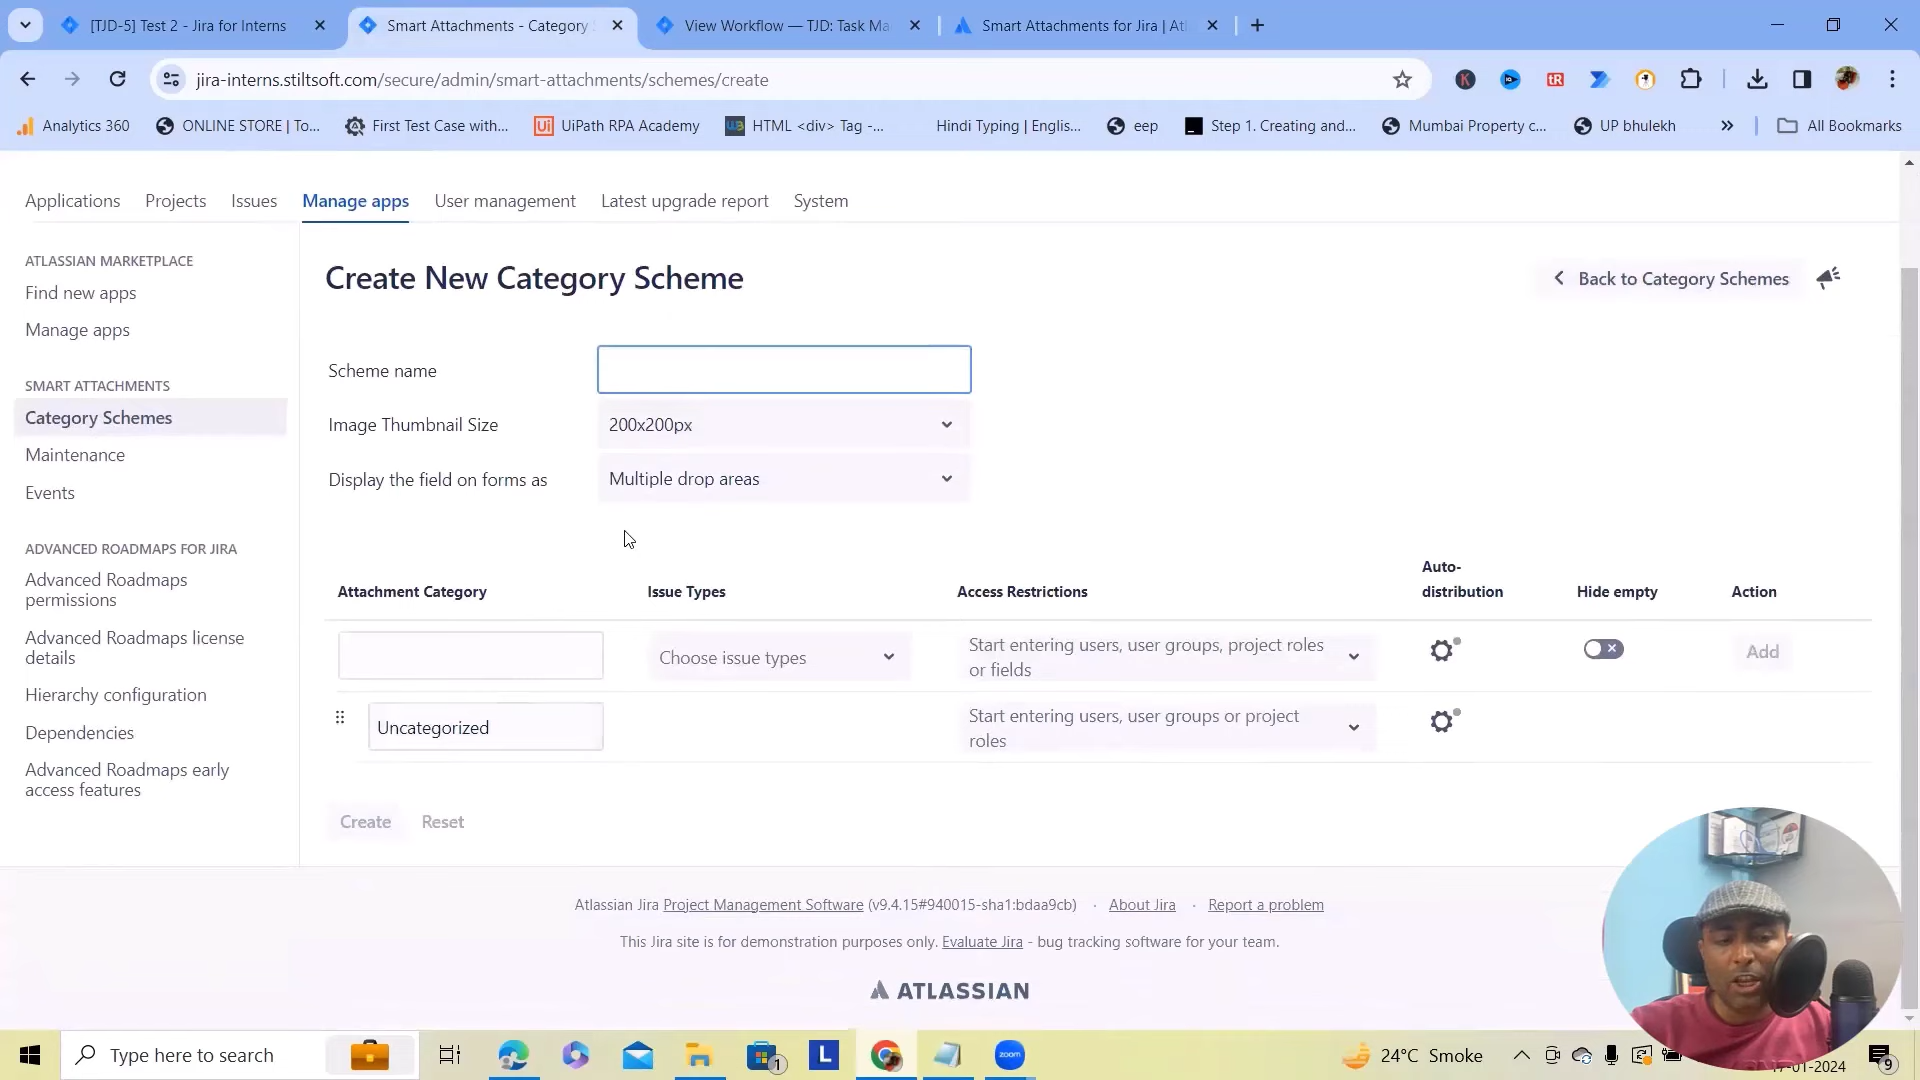 [TJD-5] Test 2 - Jira for Interns
Smart Attachments - Category
View Workflow — TJD: Task Ma
Smart Attachments for Jira | Atl
jira-interns.stiltsoft.com/secure/admin/smart-attachments/schemes/create
Analytics 360
ONLINE STORE | To...
First Test Case with...
UiPath RPA Academy
HTML <div> Tag -...
Hindi Typing | Englis...
eep
Step 1. Creating and...
Mumbai Property c...
UP bhulekh
All Bookmarks
Applications
Projects
Issues
Manage apps
User management
Latest upgrade report
System
ATLASSIAN MARKETPLACE
Find new apps
Manage apps
SMART ATTACHMENTS
Category Schemes
Maintenance
Events
ADVANCED ROADMAPS FOR JIRA
Advanced Roadmaps
permissions
Advanced Roadmaps license
details
Hierarchy configuration
Dependencies
Advanced Roadmaps early
access features
Create New Category Scheme
Back to Category Schemes
Scheme name
Image Thumbnail Size
200x200px
Display the field on forms as
Multiple drop areas
Attachment Category
Issue Types
Access Restrictions
Auto-
distribution
Hide empty
Action
Choose issue types
Start entering users, user groups, project roles
or fields
Add
Uncategorized
Start entering users, user groups or project
roles
Create
Reset
Atlassian Jira Project Management Software (v9.4.15#940015-sha1:bdaa9cb) · About Jira · Report a problem
This Jira site is for demonstration purposes only. Evaluate Jira - bug tracking software for your team.
ATLASSIAN
Type here to search
1
L
zoom
24°C Smoke
17-01-2024
9